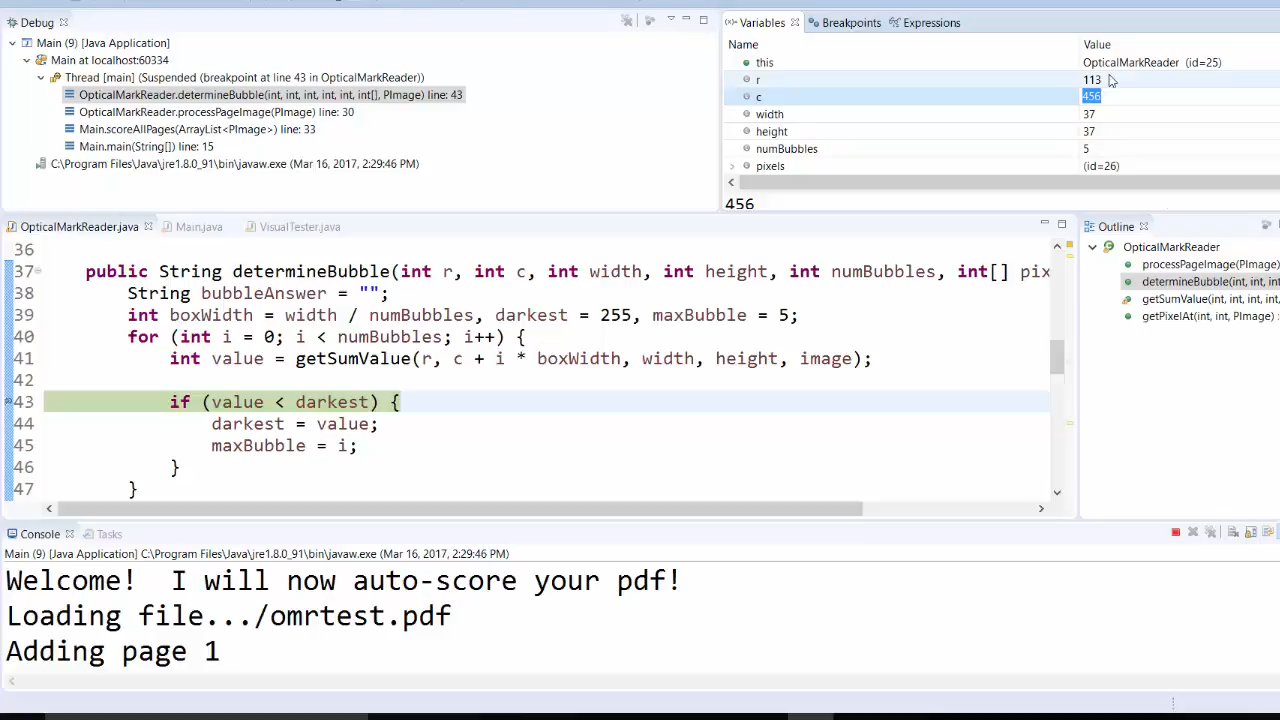 Debug
Main (9) [Java Application]
Main at localhost:60334
Thread [main] (Suspended (breakpoint at line 43 in OpticalMarkReader))
OpticalMarkReader.determineBubble(int, int, int, int, int, int[], PImage) line: 43
OpticalMarkReader.processPageImage(PImage) line: 30
Main.scoreAllPages(ArrayList<PImage>) line: 33
Main.main(String[]) line: 15
C:\Program Files\Java\jre1.8.0_91\bin\javaw.exe (Mar 16, 2017, 2:29:46 PM)
(x)= Variables Breakpoints Expressions
Name Value
this OpticalMarkReader (id=25)
r 113
c 456
width 37
height 37
numBubbles 5
pixels (id=26)
456
OpticalMarkReader.java Main.java VisualTester.java
36
37 public String determineBubble(int r, int c, int width, int height, int numBubbles, int[] pix
38 String bubbleAnswer = "";
39 int boxWidth = width / numBubbles, darkest = 255, maxBubble = 5;
40 for (int i = 0; i < numBubbles; i++) {
41 int value = getSumValue(r, c + i * boxWidth, width, height, image);
42
43 if (value < darkest) {
44 darkest = value;
45 maxBubble = i;
46 }
47 }
Outline
OpticalMarkReader
processPageImage(PImage)
determineBubble(int, int, int
getSumValue(int, int, int, int
getPixelAt(int, int, PImage) :
Console Tasks
Main (9) [Java Application] C:\Program Files\Java\jre1.8.0_91\bin\javaw.exe (Mar 16, 2017, 2:29:46 PM)
Welcome! I will now auto-score your pdf!
Loading file.../omrtest.pdf
Adding page 1